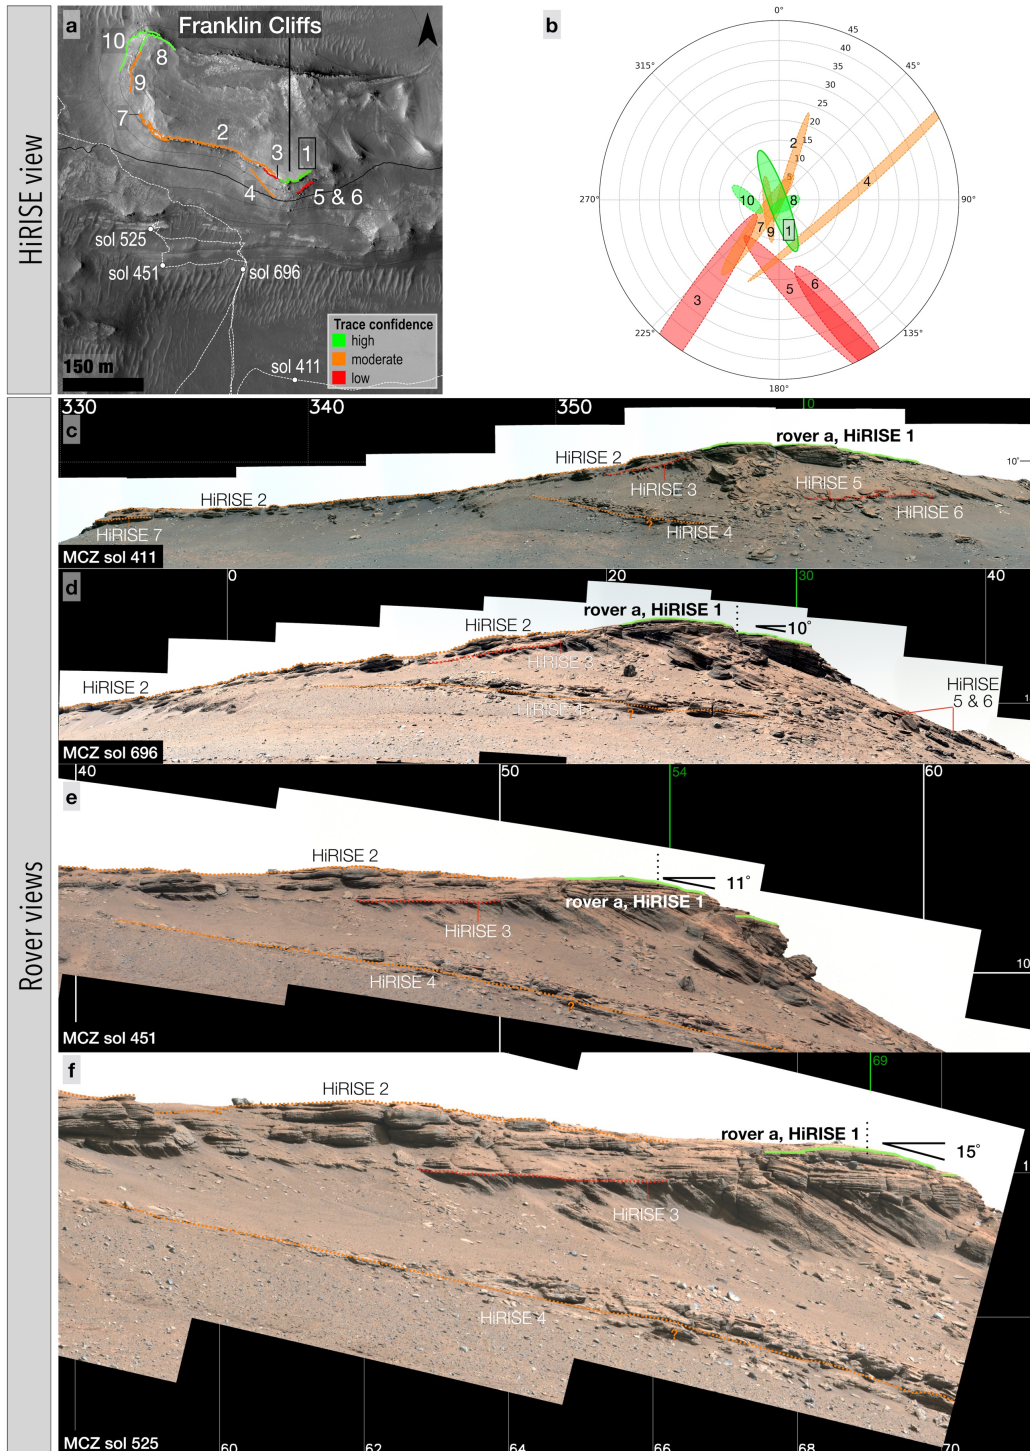 HiRISE view
a
Franklin Cliffs
10
8
9
7
2
3
1
4
5 & 6
sol 525
sol 451
sol 696
sol 411
150 m
Trace confidence
high
moderate
low
b
0°
45°
90°
135°
180°
225°
270°
315°
45
40
35
30
25
20
15
10
5
2
4
10
8
7
9
1
3
5
6
Rover views
c
330
340
350
0
rover a, HiRISE 1
10°
HiRISE 2
HiRISE 2
HiRISE 3
HiRISE 5
HiRISE 6
HiRISE 4
?
HiRISE 7
MCZ sol 411
d
0
20
30
40
rover a, HiRISE 1
10°
HiRISE 2
HiRISE 3
HiRISE 2
HiRISE 4
?
HiRISE
5 & 6
1
MCZ sol 696
e
40
50
54
60
HiRISE 2
11°
rover a, HiRISE 1
HiRISE 3
HiRISE 4
?
10
MCZ sol 451
f
69
HiRISE 2
rover a, HiRISE 1
15°
1
HiRISE 3
HiRISE 4
?
MCZ sol 525
60
62
64
66
68
70